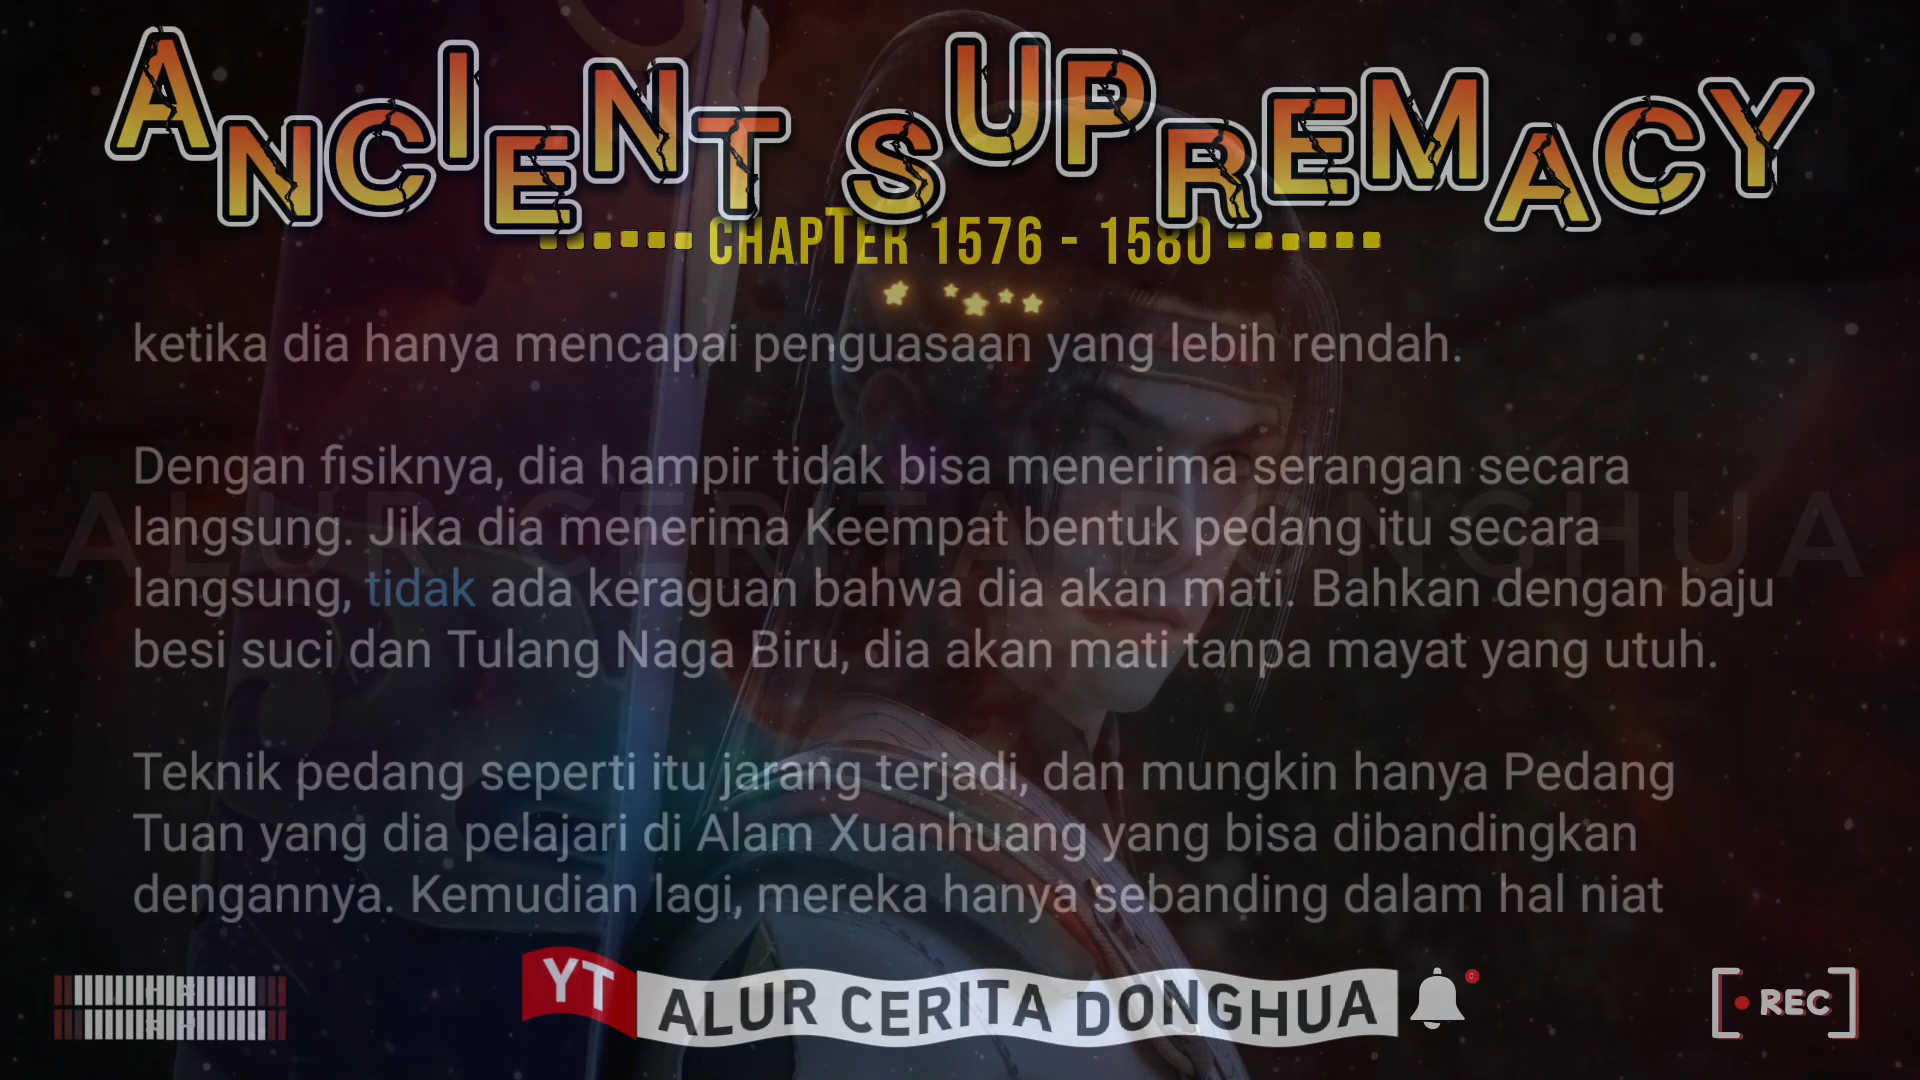 ANCIENT SUPREMACY
CHAPTER 1576 - 1580
ketika dia hanya mencapai penguasaan yang lebih rendah.
Dengan fisiknya, dia hampir tidak bisa menerima serangan secara
langsung. Jika dia menerima Keempat bentuk pedang itu secara
langsung, tidak ada keraguan bahwa dia akan mati. Bahkan dengan baju
besi suci dan Tulang Naga Biru, dia akan mati tanpa mayat yang utuh.
ALUR CERITA DONGHUA
Teknik pedang seperti itu jarang terjadi, dan mungkin hanya Pedang
Tuan yang dia pelajari di Alam Xuanhuang yang bisa dibandingkan
dengannya. Kemudian lagi, mereka hanya sebanding dalam hal niat
YT ALUR CERITA DONGHUA
REC